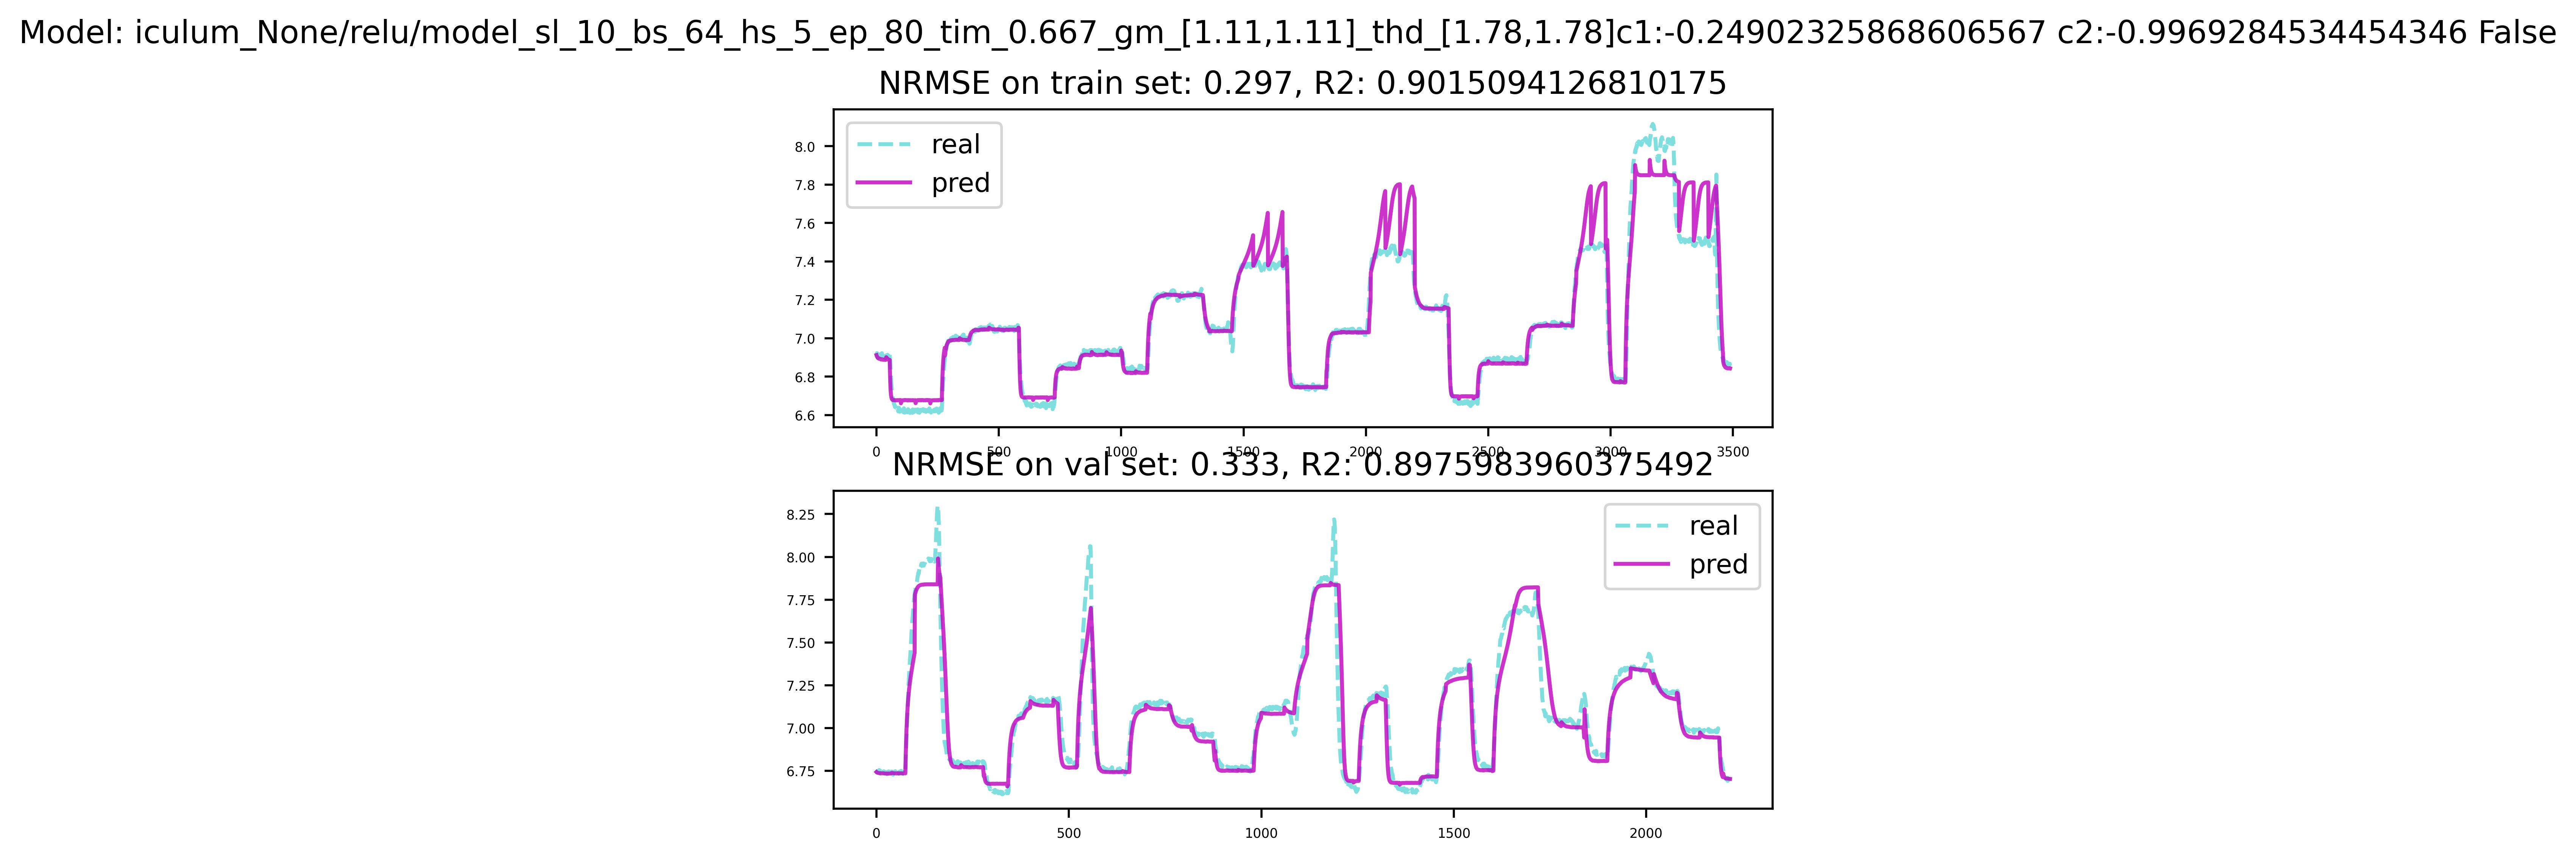 Model: iculum_None/relu/model_sl_10_bs_64_hs_5_ep_80_tim_0.667_gm_[1.11,1.11]_thd_[1.78,1.78]c1:-0.24902325868606567 c2:-0.9969284534454346 False
NRMSE on train set: 0.297, R2: 0.9015094126810175
real
pred
8.0
7.8
7.6
7.4
7.2
7.0
6.8
6.6
0 500 1000 1500 2000 2500 3000 3500
NRMSE on val set: 0.333, R2: 0.8975983960375492
real
pred
8.25
8.00
7.75
7.50
7.25
7.00
6.75
0 500 1000 1500 2000